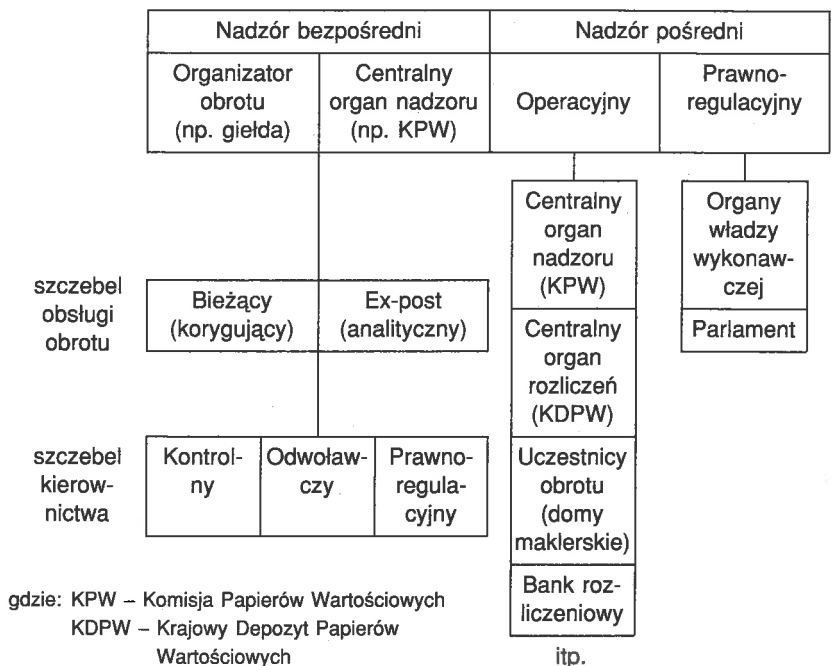 Nadzór bezpośredni
Nadzór pośredni
Organizator
obrotu
(np. giełda)
Centralny
organ nadzoru
(np. KPW)
Operacyjny
Prawno-
regulacyjny
Centralny
organ
nadzoru
(KPW)
Organy
władzy
wykonaw-
czej
szczebel
obsługi
obrotu
Bieżący
(korygujący)
Ex-post
(analityczny)
Parlament
Centralny
organ
rozliczeń
(KDPW)
szczebel
kierow-
nictwa
Kontrol-
ny
Odwoław-
czy
Prawno-
regula-
cyjny
Uczestnicy
obrotu
(domy
maklerskie)
Bank roz-
liczeniowy
itp.
gdzie: KPW – Komisja Papierów Wartościowych
KDPW – Krajowy Depozyt Papierów
Wartościowych